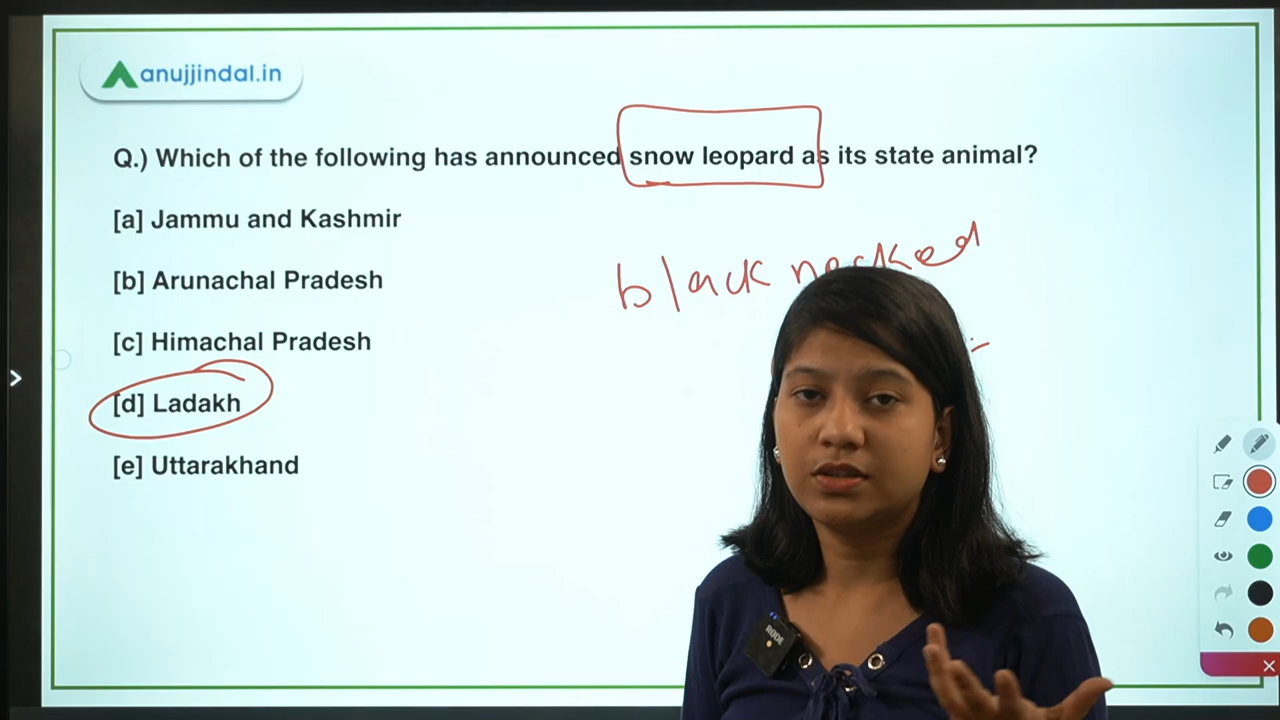 anujjindal.in
Q.) Which of the following has announced snow leopard as its state animal?
[a] Jammu and Kashmir
[b] Arunachal Pradesh
black necked
[c] Himachal Pradesh
[d] Ladakh
[e] Uttarakhand
RODE